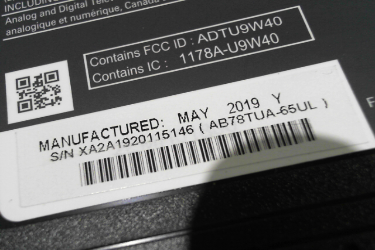 INCLUDIN
Analog and Digital Tele
analogique et numérique, Canada
Contains FCC ID : ADTU9W40
Contains IC : 1178A-U9W40
MANUFACTURED: MAY 2019 Y
S/N XA2A1920115146 ( AB78TUA-65UL )